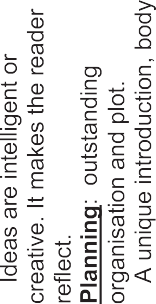 Ideas are intelligent or
creative. It makes the reader
reflect.
Planning: outstanding
organisation and plot.
A unique introduction, body